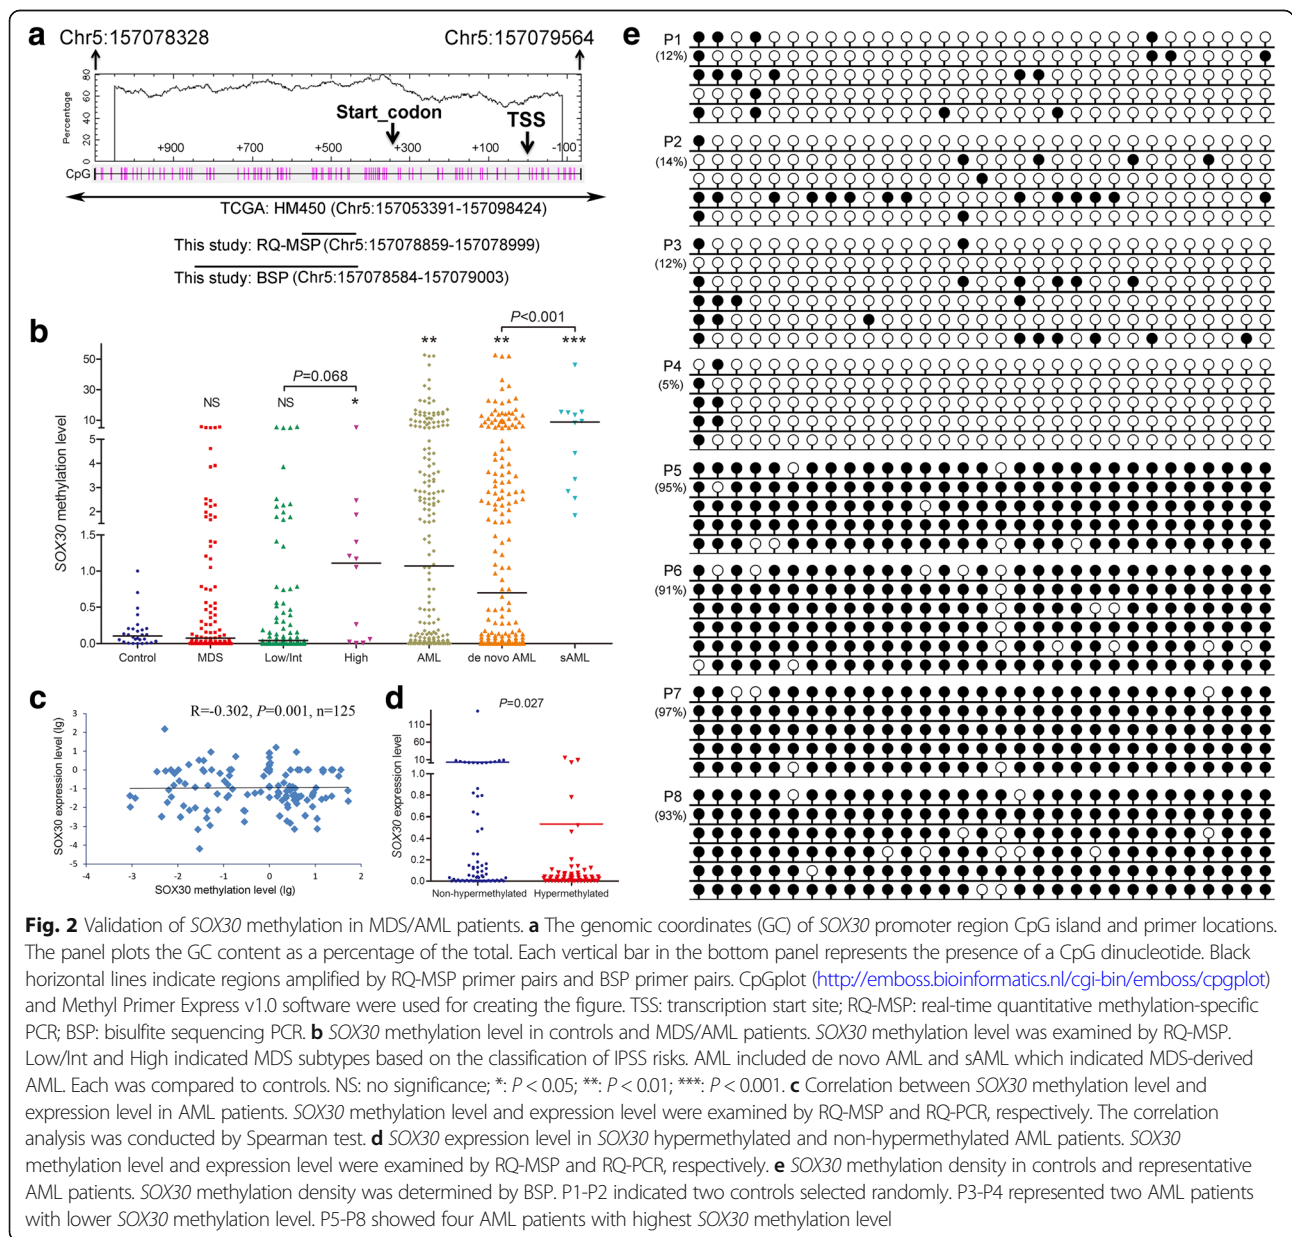 a
Chr5:157078328
Chr5:157079564
Percentage
80
60
40
20
0
Start_codon
TSS
+900
+700
+500
+300
+100
-100
CpG
TCGA: HM450 (Chr5:157053391-157098424)
This study: RQ-MSP (Chr5:157078859-157078999)
This study: BSP (Chr5:157078584-157079003)
b
SOX30 methylation level
50
30
10
5
4
3
2
1.5
1.0
0.5
0.0
NS
NS
P=0.068
*
**
**
P<0.001
***
Control
MDS
Low/Int
High
AML
de novo AML
sAML
c
R=-0.302, P=0.001, n=125
SOX30 expression level (lg)
3
2
1
0
-1
-2
-3
-4
-5
-4
-3
-2
-1
0
1
2
SOX30 methylation level (lg)
d
P=0.027
SOX30 expression level
110
60
10
1.0
0.8
0.6
0.4
0.2
0.0
Non-hypermethylated
Hypermethylated
e
P1
(12%)
P2
(14%)
P3
(12%)
P4
(5%)
P5
(95%)
P6
(91%)
P7
(97%)
P8
(93%)
Fig. 2 Validation of SOX30 methylation in MDS/AML patients. a The genomic coordinates (GC) of SOX30 promoter region CpG island and primer locations.
The panel plots the GC content as a percentage of the total. Each vertical bar in the bottom panel represents the presence of a CpG dinucleotide. Black
horizontal lines indicate regions amplified by RQ-MSP primer pairs and BSP primer pairs. CpGplot (http://emboss.bioinformatics.nl/cgi-bin/emboss/cpgplot)
and Methyl Primer Express v1.0 software were used for creating the figure. TSS: transcription start site; RQ-MSP: real-time quantitative methylation-specific
PCR; BSP: bisulfite sequencing PCR. b SOX30 methylation level in controls and MDS/AML patients. SOX30 methylation level was examined by RQ-MSP.
Low/Int and High indicated MDS subtypes based on the classification of IPSS risks. AML included de novo AML and sAML which indicated MDS-derived
AML. Each was compared to controls. NS: no significance; *: P < 0.05; **: P < 0.01; ***: P < 0.001. c Correlation between SOX30 methylation level and
expression level in AML patients. SOX30 methylation level and expression level were examined by RQ-MSP and RQ-PCR, respectively. The correlation
analysis was conducted by Spearman test. d SOX30 expression level in SOX30 hypermethylated and non-hypermethylated AML patients. SOX30
methylation level and expression level were examined by RQ-MSP and RQ-PCR, respectively. e SOX30 methylation density in controls and representative
AML patients. SOX30 methylation density was determined by BSP. P1-P2 indicated two controls selected randomly. P3-P4 represented two AML patients
with lower SOX30 methylation level. P5-P8 showed four AML patients with highest SOX30 methylation level